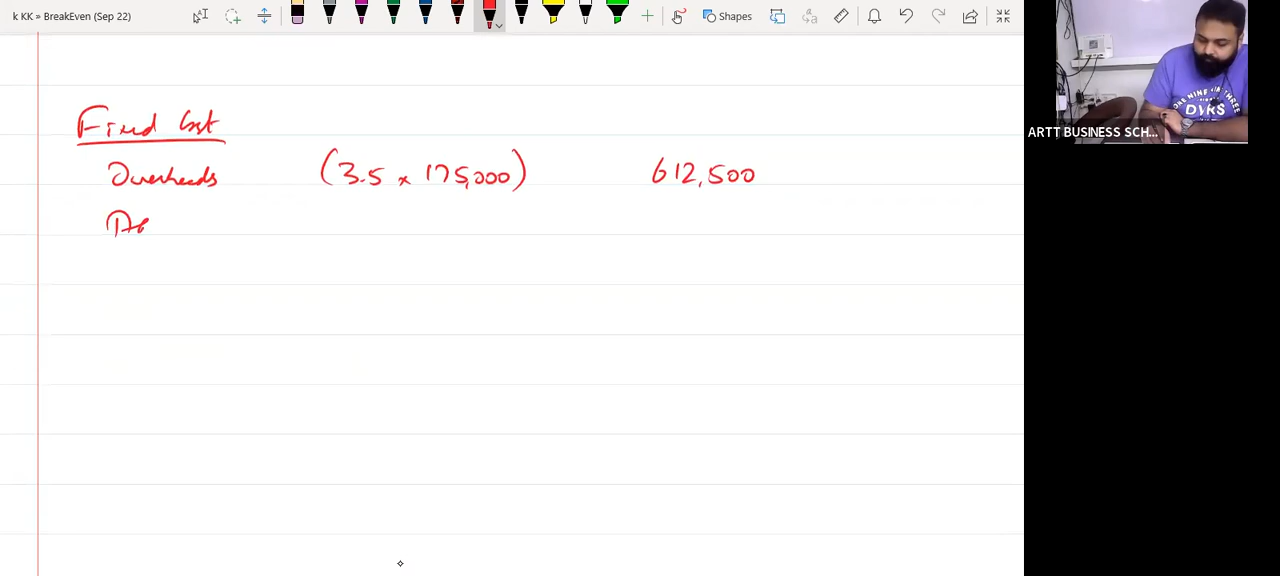 k KK » BreakEven (Sep 22)
Shapes
ARTT BUSINESS SCH...
Fixed Cost
Overheads (3.5 x 175,000) 612,500